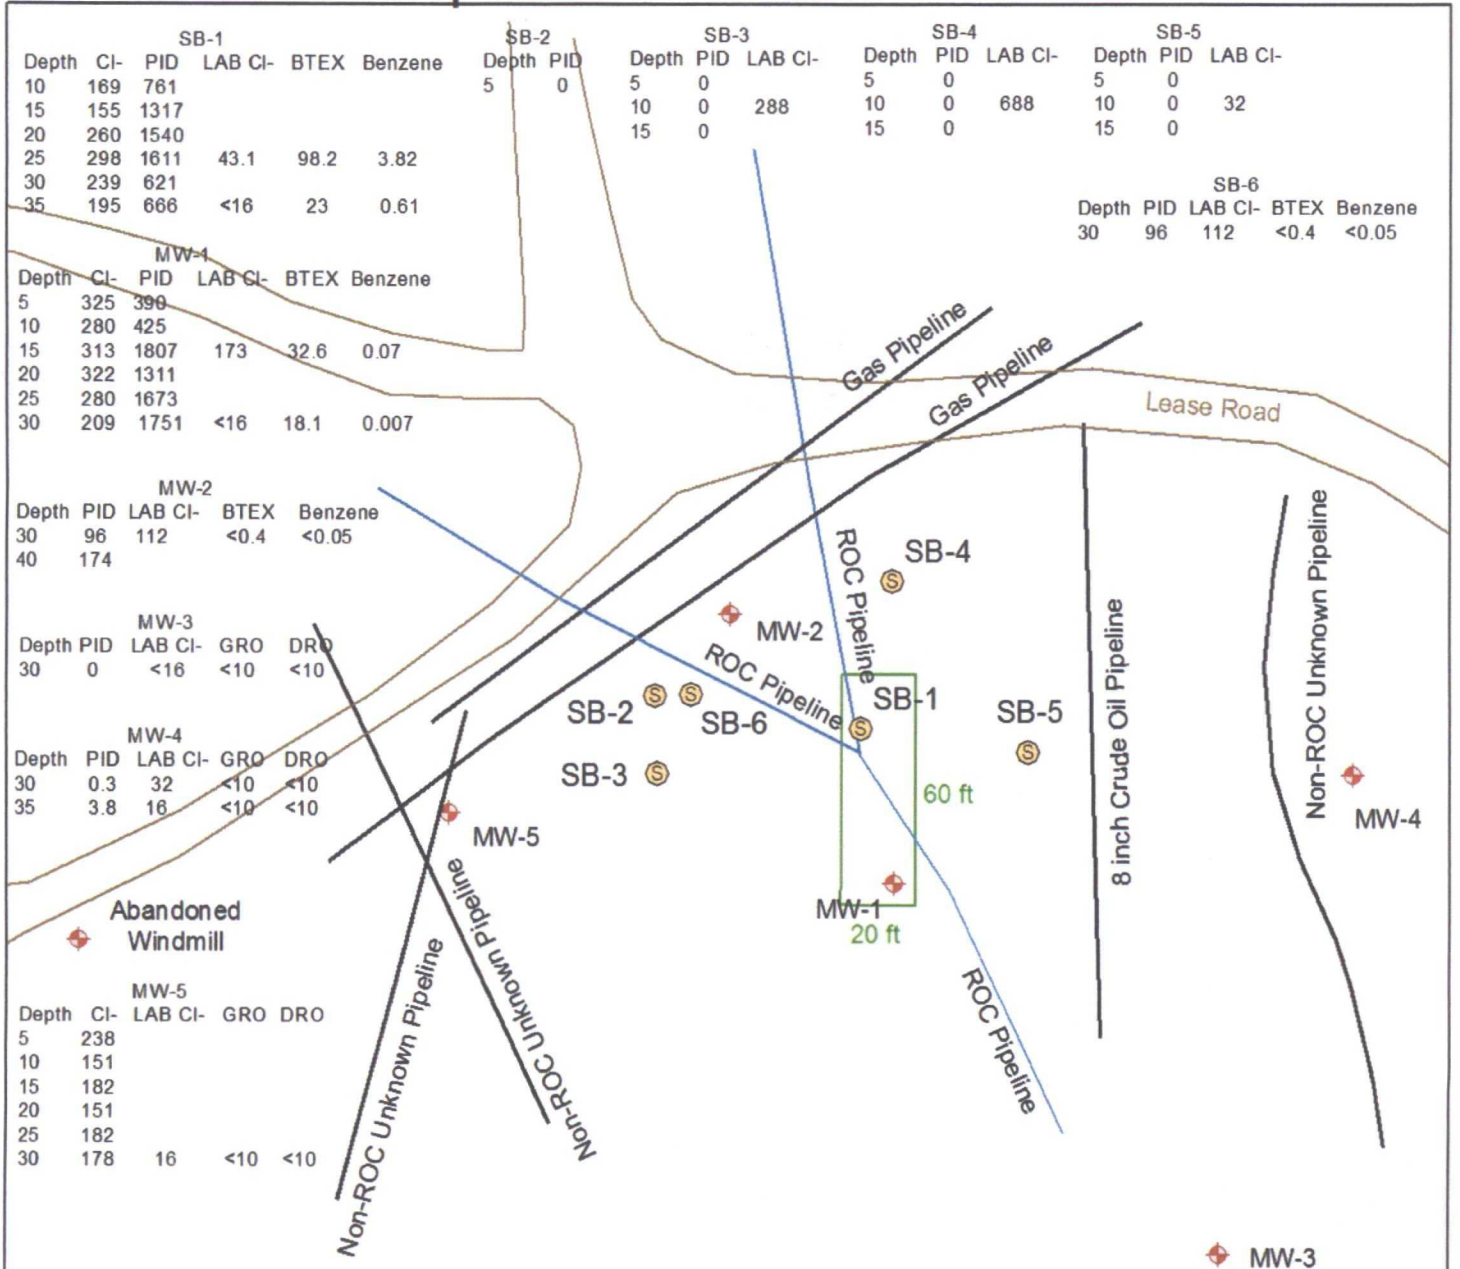 SB-1
Depth Cl- PID LAB Cl- BTEX Benzene
10 169 761
15 155 1317
20 260 1540
25 298 1611 43.1 98.2 3.82
30 239 621
35 195 666 <16 23 0.61
SB-2
Depth PID
5 0
SB-3
Depth PID LAB Cl-
5 0
10 0 288
15 0
SB-4
Depth PID LAB Cl-
5 0
10 0 688
15 0
SB-5
Depth PID LAB Cl-
5 0
10 0 32
15 0
SB-6
Depth PID LAB Cl- BTEX Benzene
30 96 112 <0.4 <0.05
MW-1
Depth Cl- PID LAB Cl- BTEX Benzene
5 325 390
10 280 425
15 313 1807 173 32.6 0.07
20 322 1311
25 280 1673
30 209 1751 <16 18.1 0.007
MW-2
Depth PID LAB Cl- BTEX Benzene
30 96 112 <0.4 <0.05
40 174
MW-3
Depth PID LAB Cl- GRO DRO
30 0 <16 <10 <10
MW-4
Depth PID LAB Cl- GRO DRO
30 0.3 32 <10 <10
35 3.8 16 <10 <10
MW-5
Depth Cl- LAB Cl- GRO DRO
5 238
10 151
15 182
20 151
25 182
30 178 16 <10 <10
Gas Pipeline
Gas Pipeline
Lease Road
ROC Pipeline
SB-4
S
MW-2
ROC Pipeline
SB-1
S
SB-2
S
S
SB-6
SB-5
S
SB-3
S
60 ft
8 inch Crude Oil Pipeline
Non-ROC Unknown Pipeline
MW-4
MW-5
MW-1
20 ft
Abandoned
Windmill
Non-ROC Unknown Pipeline
Non-ROC Unknown Pipeline
ROC Pipeline
MW-3